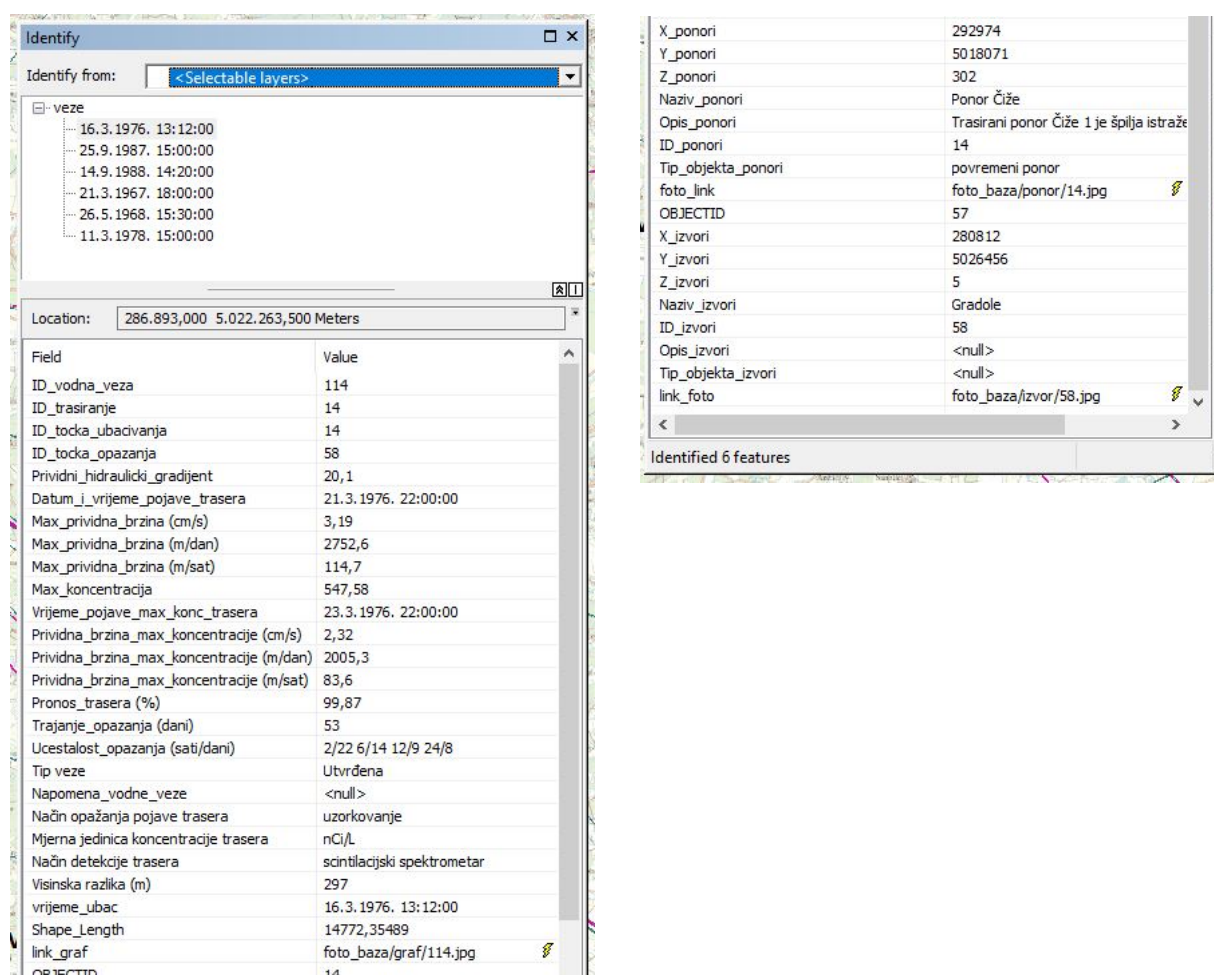 Identify
Identify from: <Selectable layers>
veze
16.3.1976. 13:12:00
25.9.1987. 15:00:00
14.9.1988. 14:20:00
21.3.1967. 18:00:00
26.5.1968. 15:30:00
11.3.1978. 15:00:00
Location: 286.893,000 5.022.263,500 Meters
Field Value
ID_vodna_veza 114
ID_trasiranje 14
ID_tocka_ubacivanja 14
ID_tocka_opazanja 58
Prividni_hidraulicki_gradijent 20,1
Datum_i_vrijeme_pojave_trasera 21.3.1976. 22:00:00
Max_prividna_brzina (cm/s) 3,19
Max_prividna_brzina (m/dan) 2752,6
Max_prividna_brzina (m/sat) 114,7
Max_koncentracija 547,58
Vrijeme_pojave_max_konc_trasera 23.3.1976. 22:00:00
Prividna_brzina_max_koncentracije (cm/s) 2,32
Prividna_brzina_max_koncentracije (m/dan) 2005,3
Prividna_brzina_max_koncentracije (m/sat) 83,6
Pronos_trasera (%) 99,87
Trajanje_opazanja (dani) 53
Ucestalost_opazanja (sati/dani) 2/22 6/14 12/9 24/8
Tip veze Utvrđena
Napomena_vodne_veze <null>
Način opažanja pojave trasera uzorkovanje
Mjerna jedinica koncentracije trasera nCi/L
Način detekcije trasera scintilacijski spektrometar
Visinska razlika (m) 297
vrijeme_ubac 16.3.1976. 13:12:00
Shape_Length 14772,35489
link_graf foto_baza/graf/114.jpg
OBJECTID 14
X_ponori 292974
Y_ponori 5018071
Z_ponori 302
Naziv_ponori Ponor Čiže
Opis_ponori Trasirani ponor Čiže 1 je špilja istraže
ID_ponori 14
Tip_objekta_ponori povremeni ponor
foto_link foto_baza/ponor/14.jpg
OBJECTID 57
X_izvori 280812
Y_izvori 5026456
Z_izvori 5
Naziv_izvori Gradole
ID_izvori 58
Opis_izvori <null>
Tip_objekta_izvori <null>
link_foto foto_baza/izvor/58.jpg
Identified 6 features